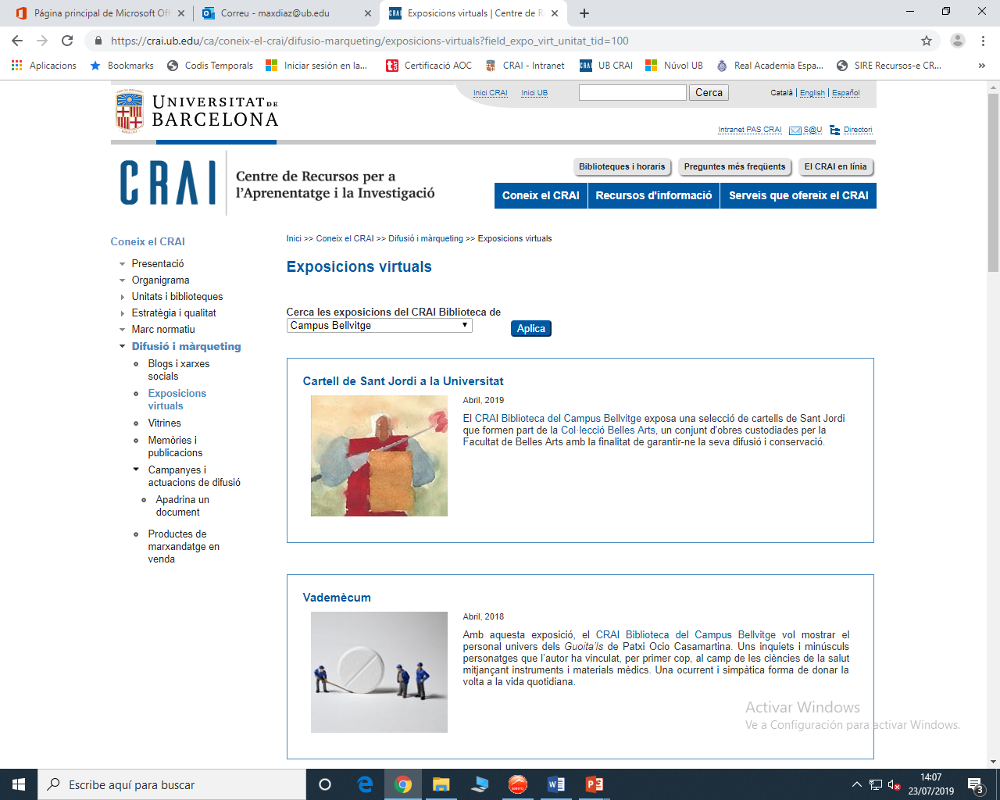 Página principal de Microsoft Of
Correu - maxdiaz@ub.edu
Exposicions virtuals | Centre de R
https://crai.ub.edu/ca/coneix-el-crai/difusio-marqueting/exposicions-virtuals?field_expo_virt_unitat_tid=100
Aplicacions
Bookmarks
Codis Temporals
Iniciar sesión en la...
Certificació AOC
CRAI - Intranet
UB CRAI
Núvol UB
Real Academia Espa...
SIRE Recursos-e CR...
»
UNIVERSITAT DE
BARCELONA
Inici CRAI
Inici UB
Cerca
Català | English | Español
Intranet PAS CRAI
S@U
Directori
CRAI
Centre de Recursos per a
l'Aprenentatge i la Investigació
Biblioteques i horaris
Preguntes més freqüents
El CRAI en línia
Coneix el CRAI
Recursos d'informació
Serveis que ofereix el CRAI
Coneix el CRAI
Presentació
Organigrama
Unitats i biblioteques
Estratègia i qualitat
Marc normatiu
Difusió i màrqueting
Blogs i xarxes
socials
Exposicions
virtuals
Vitrines
Memòries i
publicacions
Campanyes i
actuacions de difusió
Apadrina un
document
Productes de
marxandatge en
venda
Inici >> Coneix el CRAI >> Difusió i màrqueting >> Exposicions virtuals
Exposicions virtuals
Cerca les exposicions del CRAI Biblioteca de
Campus Bellvitge
Aplica
Cartell de Sant Jordi a la Universitat
Abril, 2019
El CRAI Biblioteca del Campus Bellvitge exposa una selecció de cartells de Sant Jordi
que formen part de la Col·lecció Belles Arts, un conjunt d'obres custodiades per la
Facultat de Belles Arts amb la finalitat de garantir-ne la seva difusió i conservació.
Vademècum
Abril, 2018
Amb aquesta exposició, el CRAI Biblioteca del Campus Bellvitge vol mostrar el
personal univers dels Guoita'ls de Patxi Ocio Casamartina. Uns inquiets i minúsculs
personatges que l'autor ha vinculat, per primer cop, al camp de les ciències de la salut
mitjançant instruments i materials mèdics. Una ocurrent i simpàtica forma de donar la
volta a la vida quotidiana.
Activar Windows
Ve a Configuración para activar Windows.
Escribe aquí para buscar
14:07
23/07/2019
3